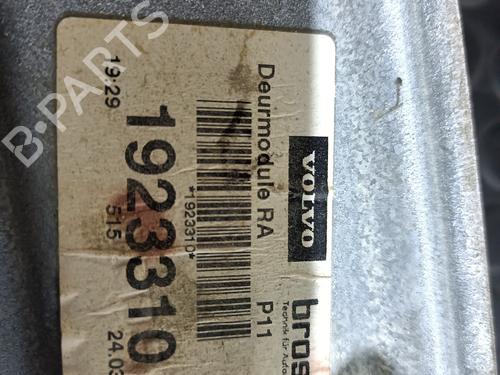 VOLVO
bros
Technik für Auto
Deurmodule RA
P11
*1923310*
1923310
19:29
515
24.03
B-PARTS